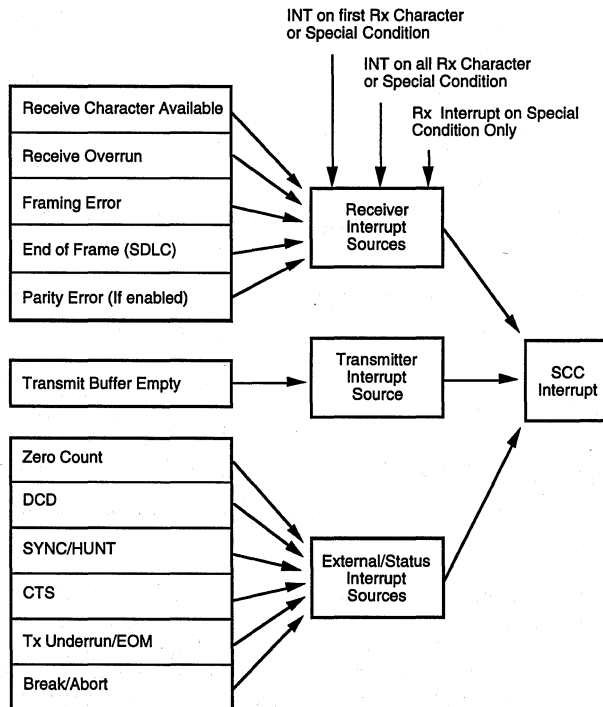 INT on first Rx Character
or Special Condition
INT on all Rx Character
or Special Condition
Rx Interrupt on Special
Condition Only
Receive Character Available
Receive Overrun
Framing Error
End of Frame (SDLC)
Parity Error (If enabled)
Receiver
Interrupt
Sources
Transmit Buffer Empty
Transmitter
Interrupt
Source
SCC
Interrupt
Zero Count
DCD
SYNC/HUNT
CTS
Tx Underrun/EOM
Break/Abort
External/Status
Interrupt
Sources